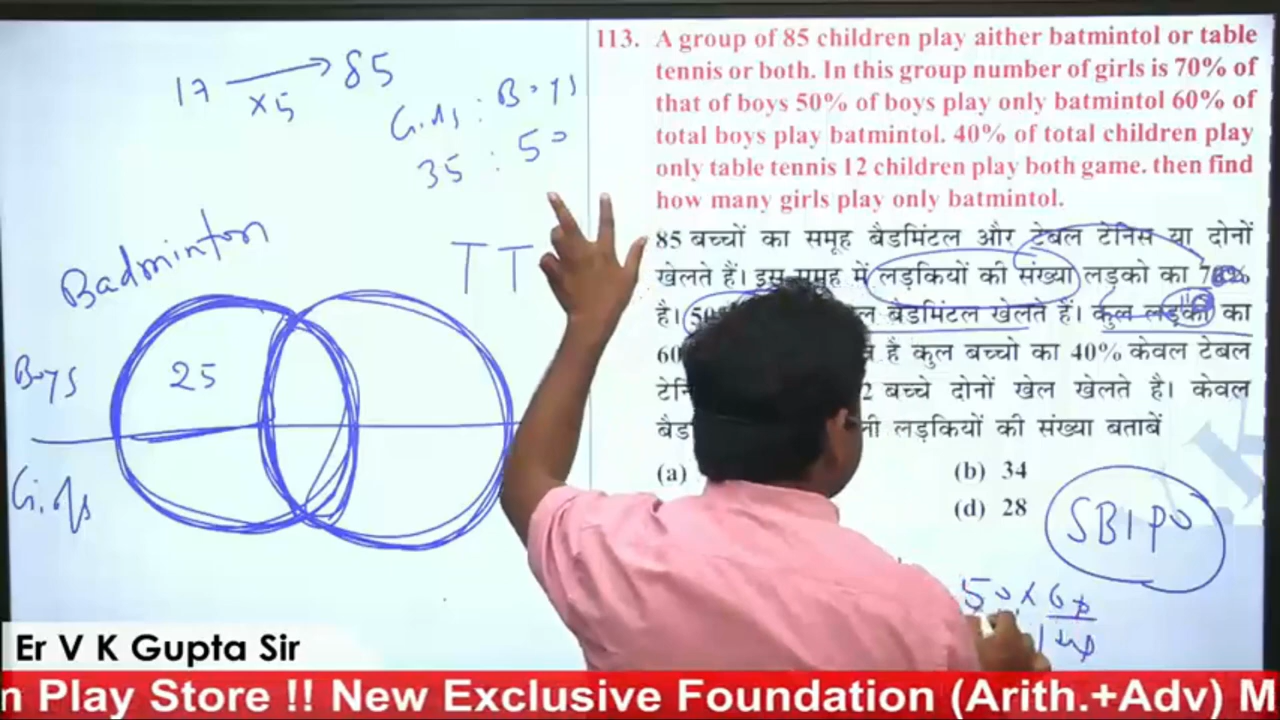 17 → 85
×5
Girls : Boys
35 : 50
Badminton
TT
Boys
25
Girls
113. A group of 85 children play aither batmintol or table
tennis or both. In this group number of girls is 70% of
that of boys 50% of boys play only batmintol 60% of
total boys play batmintol. 40% of total children play
only table tennis 12 children play both game. then find
how many girls play only batmintol.
85 बच्चों का समूह बैडमिंटल और टेबल टेनिस या दोनों
खेलते हैं। इस समूह में लड़कियों की संख्या लड़को का 70%
है। बैडमिंटल खेलते हैं। कुल लड़को का
है कुल बच्चो का 40% केवल टेबल
बच्चे दोनों खेल खेलते है। केवल
लड़कियों की संख्या बताबें
(a)
(b) 34
(d) 28
SBI PO
50 × 60
100
Er V K Gupta Sir
n Play Store !! New Exclusive Foundation (Arith.+Adv) M